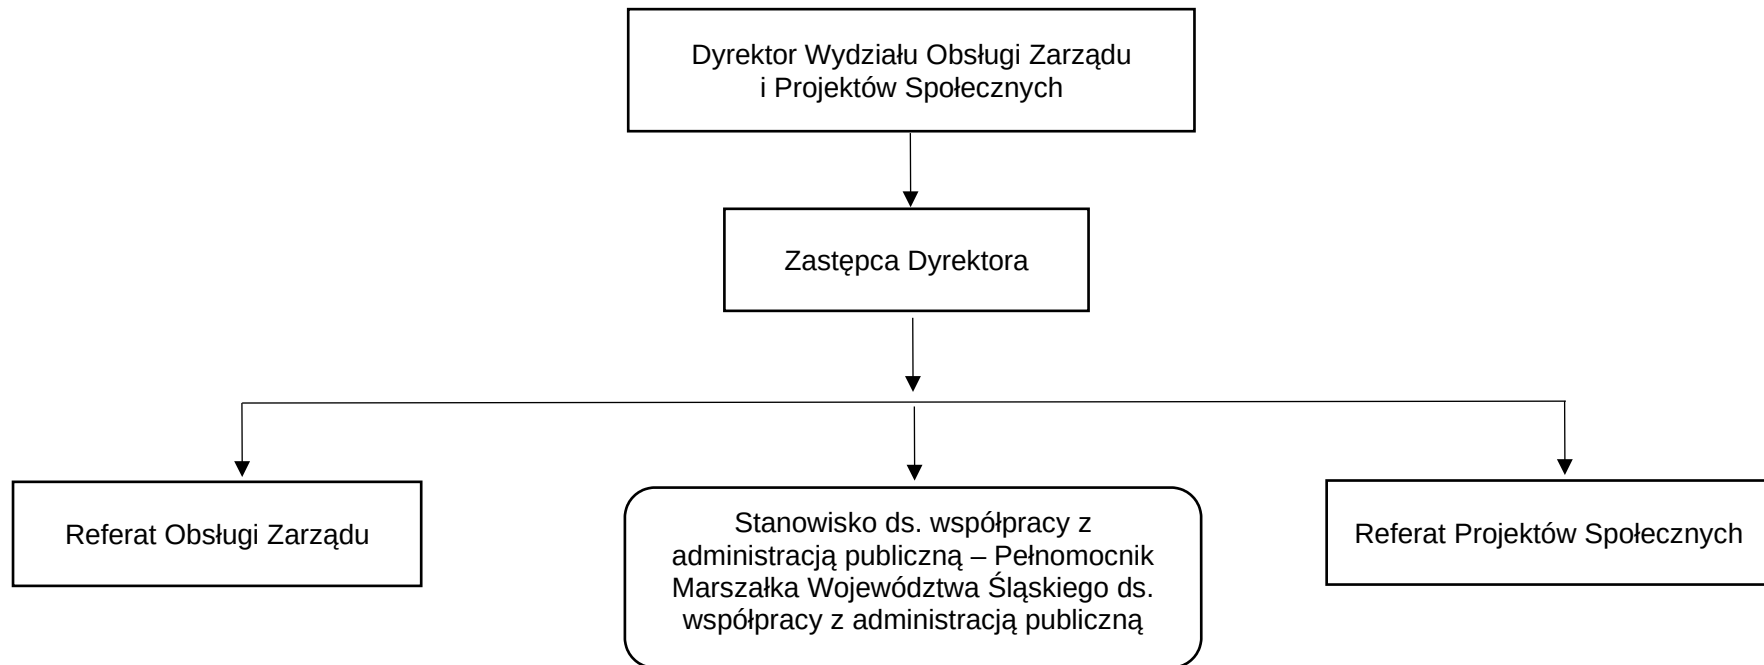 Dyrektor Wydziału Obsługi Zarządu
i Projektów Społecznych
Zastępca Dyrektora
Referat Obsługi Zarządu
Stanowisko ds. współpracy z
administracją publiczną – Pełnomocnik
Marszałka Województwa Śląskiego ds.
współpracy z administracją publiczną
Referat Projektów Społecznych